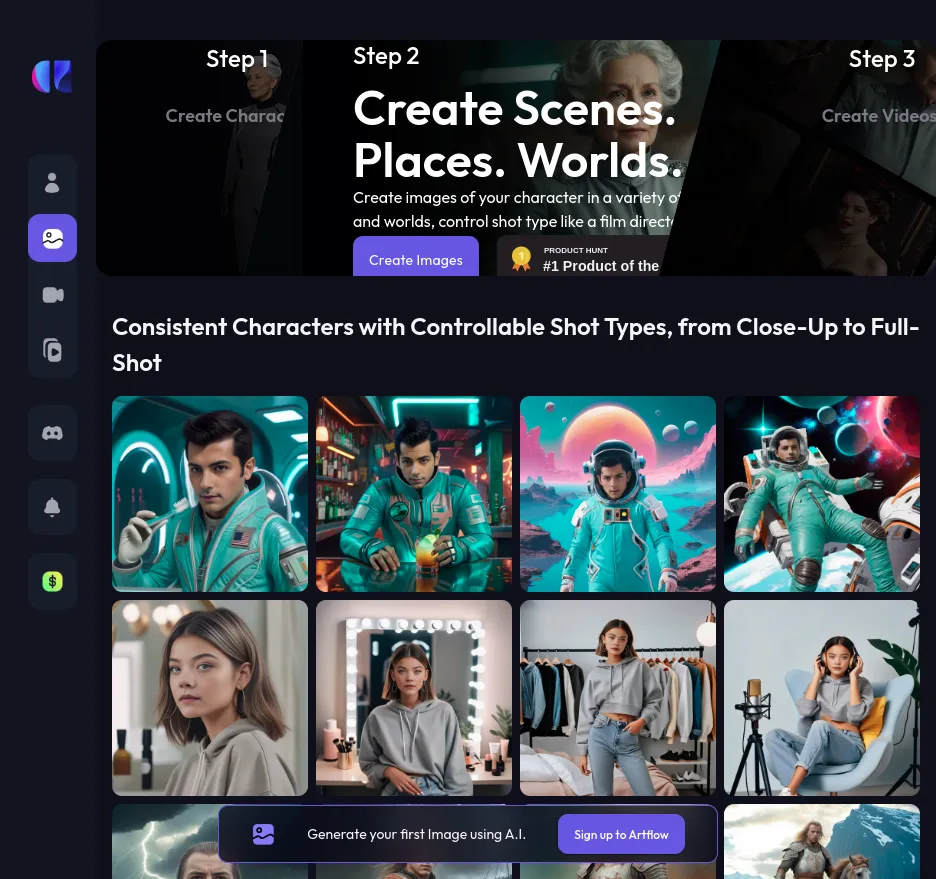 Step 1
Create Charac
Step 2
Create Scenes.
Places. Worlds.
Create images of your character in a variety of
and worlds, control shot type like a film direct
Create Images
PRODUCT HUNT
#1 Product of the
Step 3
Create Videos
Consistent Characters with Controllable Shot Types, from Close-Up to Full-
Shot
Generate your first Image using A.I.
Sign up to Artflow